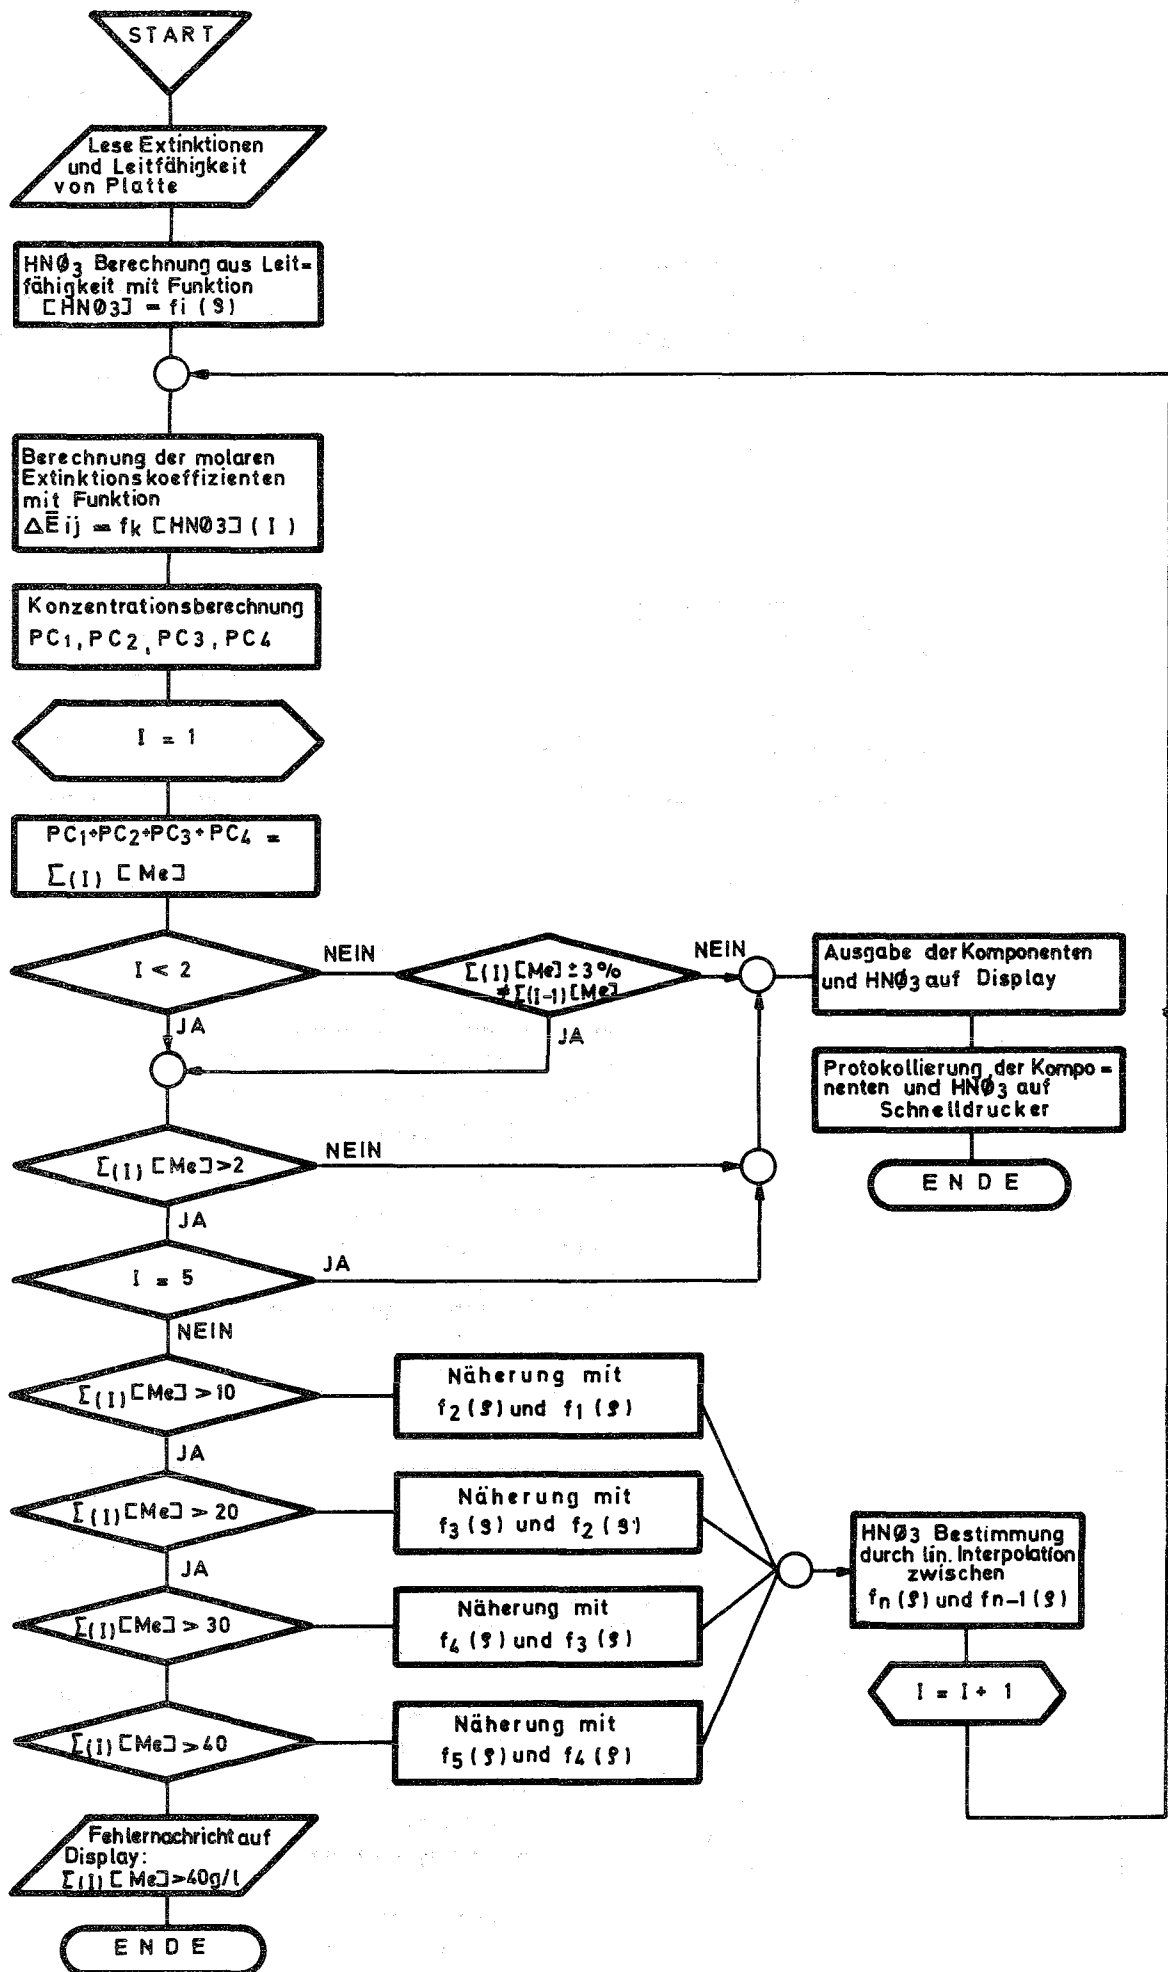 START
Lese Extinktionen
und Leitfähigkeit
von Platte
HNØ3 Berechnung aus Leit=
fähigkeit mit Funktion
[HNØ3] = fi (ϱ)
Berechnung der molaren
Extinktionskoeffizienten
mit Funktion
ΔĒij = fk [HNØ3] (I)
Konzentrationsberechnung
PC1, PC2, PC3, PC4
I = 1
PC1+PC2+PC3+PC4 =
Σ(I) [Me]
I < 2
NEIN
JA
Σ(I) [Me] ± 3%
≠ Σ(I-1) [Me]
NEIN
JA
Ausgabe der Komponenten
und HNØ3 auf Display
Protokollierung der Kompo=
nenten und HNØ3 auf
Schnelldrucker
ENDE
Σ(I) [Me] > 2
NEIN
JA
I = 5
JA
NEIN
Σ(I) [Me] > 10
JA
Näherung mit
f2 (ϱ) und f1 (ϱ)
Σ(I) [Me] > 20
JA
Näherung mit
f3 (ϱ) und f2 (ϱ)
Σ(I) [Me] > 30
Näherung mit
f4 (ϱ) und f3 (ϱ)
Σ(I) [Me] > 40
Näherung mit
f5 (ϱ) und f4 (ϱ)
HNØ3 Bestimmung
durch lin. Interpolation
zwischen
fn (ϱ) und fn-1 (ϱ)
I = I + 1
Fehlernachricht auf
Display:
Σ(I) [Me] > 40g/l
ENDE